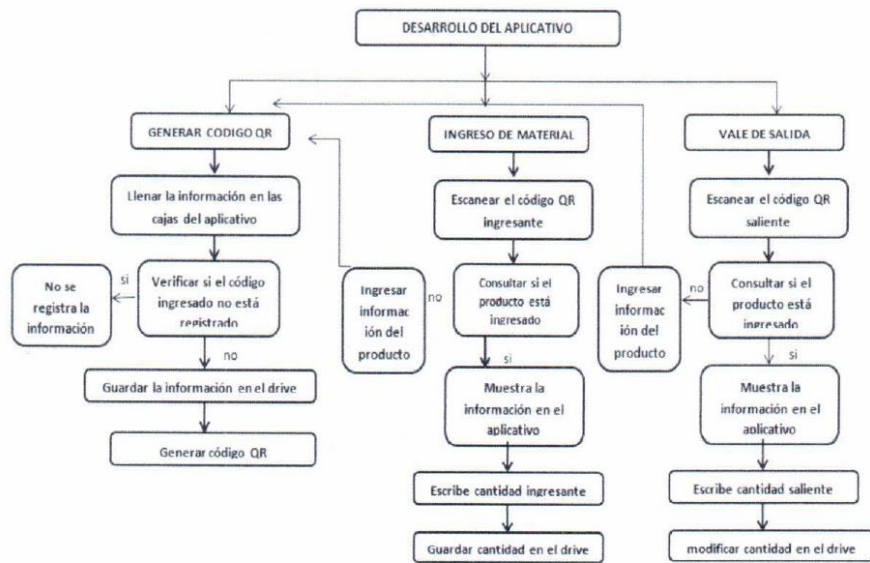 DESARROLLO DEL APLICATIVO
GENERAR CODIGO QR
INGRESO DE MATERIAL
VALE DE SALIDA
Llenar la información en las
cajas del aplicativo
Escanear el código QR
ingresante
Escanear el código QR
saliente
No se
registra la
información
si
Verificar si el código
ingresado no está
registrado
no
Ingresar
informac
ión del
producto
no
Consultar si el
producto está
ingresado
si
Ingresar
informac
ión del
producto
no
Consultar si el
producto está
ingresado
si
Guardar la información en el drive
Generar código QR
Muestra la
información en el
aplicativo
Muestra la
información en el
aplicativo
Escribe cantidad ingresante
Escribe cantidad saliente
Guardar cantidad en el drive
modificar cantidad en el drive